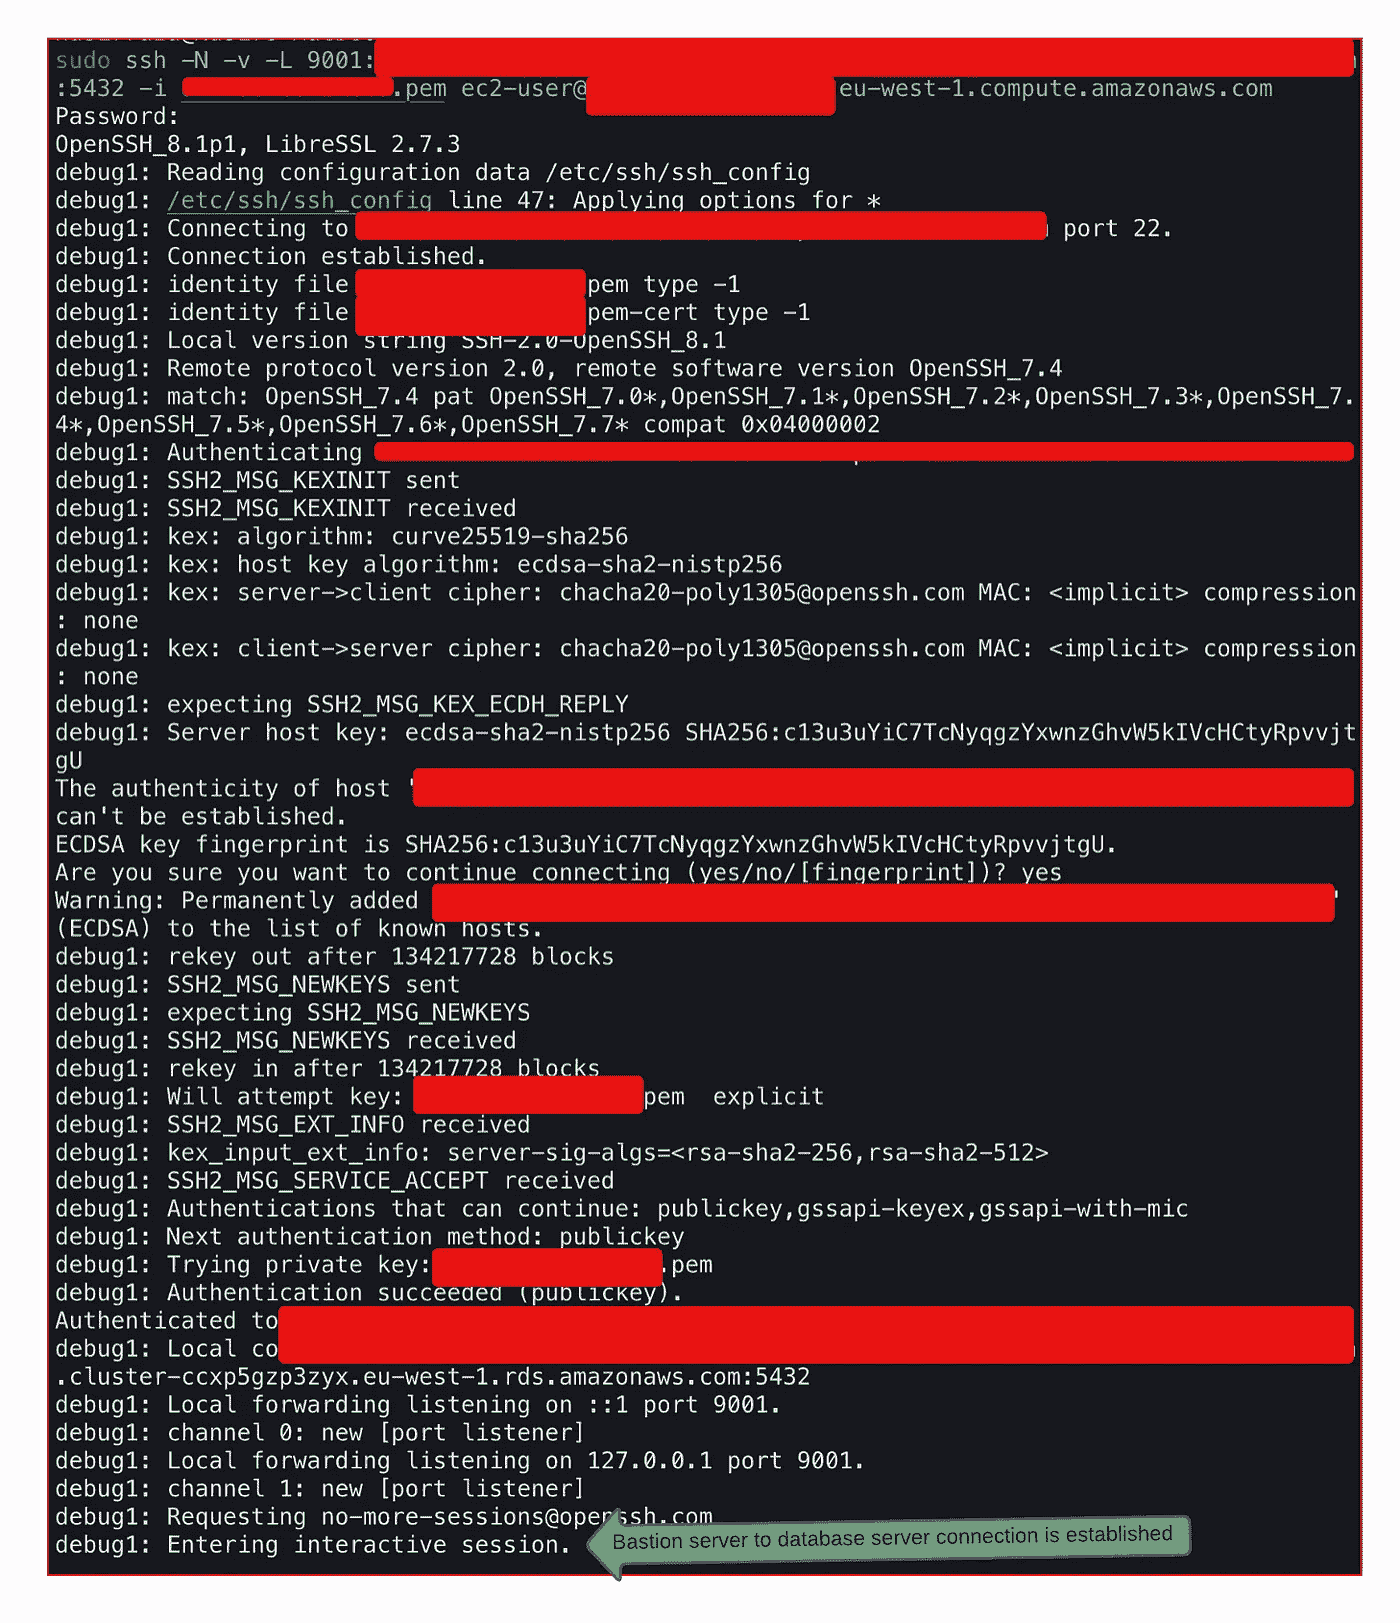 sudo ssh -N -v -L 9001:
:5432 -i .pem ec2-user@ eu-west-1.compute.amazonaws.com
Password:
OpenSSH_8.1p1, LibreSSL 2.7.3
debug1: Reading configuration data /etc/ssh/ssh_config
debug1: /etc/ssh/ssh_config line 47: Applying options for *
debug1: Connecting to port 22.
debug1: Connection established.
debug1: identity file pem type -1
debug1: identity file pem-cert type -1
debug1: Local version string SSH-2.0-OpenSSH_8.1
debug1: Remote protocol version 2.0, remote software version OpenSSH_7.4
debug1: match: OpenSSH_7.4 pat OpenSSH_7.0*,OpenSSH_7.1*,OpenSSH_7.2*,OpenSSH_7.3*,OpenSSH_7.
4*,OpenSSH_7.5*,OpenSSH_7.6*,OpenSSH_7.7* compat 0x04000002
debug1: Authenticating
debug1: SSH2_MSG_KEXINIT sent
debug1: SSH2_MSG_KEXINIT received
debug1: kex: algorithm: curve25519-sha256
debug1: kex: host key algorithm: ecdsa-sha2-nistp256
debug1: kex: server->client cipher: chacha20-poly1305@openssh.com MAC: <implicit> compression
: none
debug1: kex: client->server cipher: chacha20-poly1305@openssh.com MAC: <implicit> compression
: none
debug1: expecting SSH2_MSG_KEX_ECDH_REPLY
debug1: Server host key: ecdsa-sha2-nistp256 SHA256:c13u3uYiC7TcNyqgzYxwnzGhvW5kIVcHCtyRpvvjt
gU
The authenticity of host '
can't be established.
ECDSA key fingerprint is SHA256:c13u3uYiC7TcNyqgzYxwnzGhvW5kIVcHCtyRpvvjtgU.
Are you sure you want to continue connecting (yes/no/[fingerprint])? yes
Warning: Permanently added '
(ECDSA) to the list of known hosts.
debug1: rekey out after 134217728 blocks
debug1: SSH2_MSG_NEWKEYS sent
debug1: expecting SSH2_MSG_NEWKEYS
debug1: SSH2_MSG_NEWKEYS received
debug1: rekey in after 134217728 blocks
debug1: Will attempt key: pem  explicit
debug1: SSH2_MSG_EXT_INFO received
debug1: kex_input_ext_info: server-sig-algs=<rsa-sha2-256,rsa-sha2-512>
debug1: SSH2_MSG_SERVICE_ACCEPT received
debug1: Authentications that can continue: publickey,gssapi-keyex,gssapi-with-mic
debug1: Next authentication method: publickey
debug1: Trying private key: .pem
debug1: Authentication succeeded (publickey).
Authenticated to
debug1: Local co
.cluster-ccxp5gzp3zyx.eu-west-1.rds.amazonaws.com:5432
debug1: Local forwarding listening on ::1 port 9001.
debug1: channel 0: new [port listener]
debug1: Local forwarding listening on 127.0.0.1 port 9001.
debug1: channel 1: new [port listener]
debug1: Requesting no-more-sessions@openssh.com
debug1: Entering interactive session.
Bastion server to database server connection is established